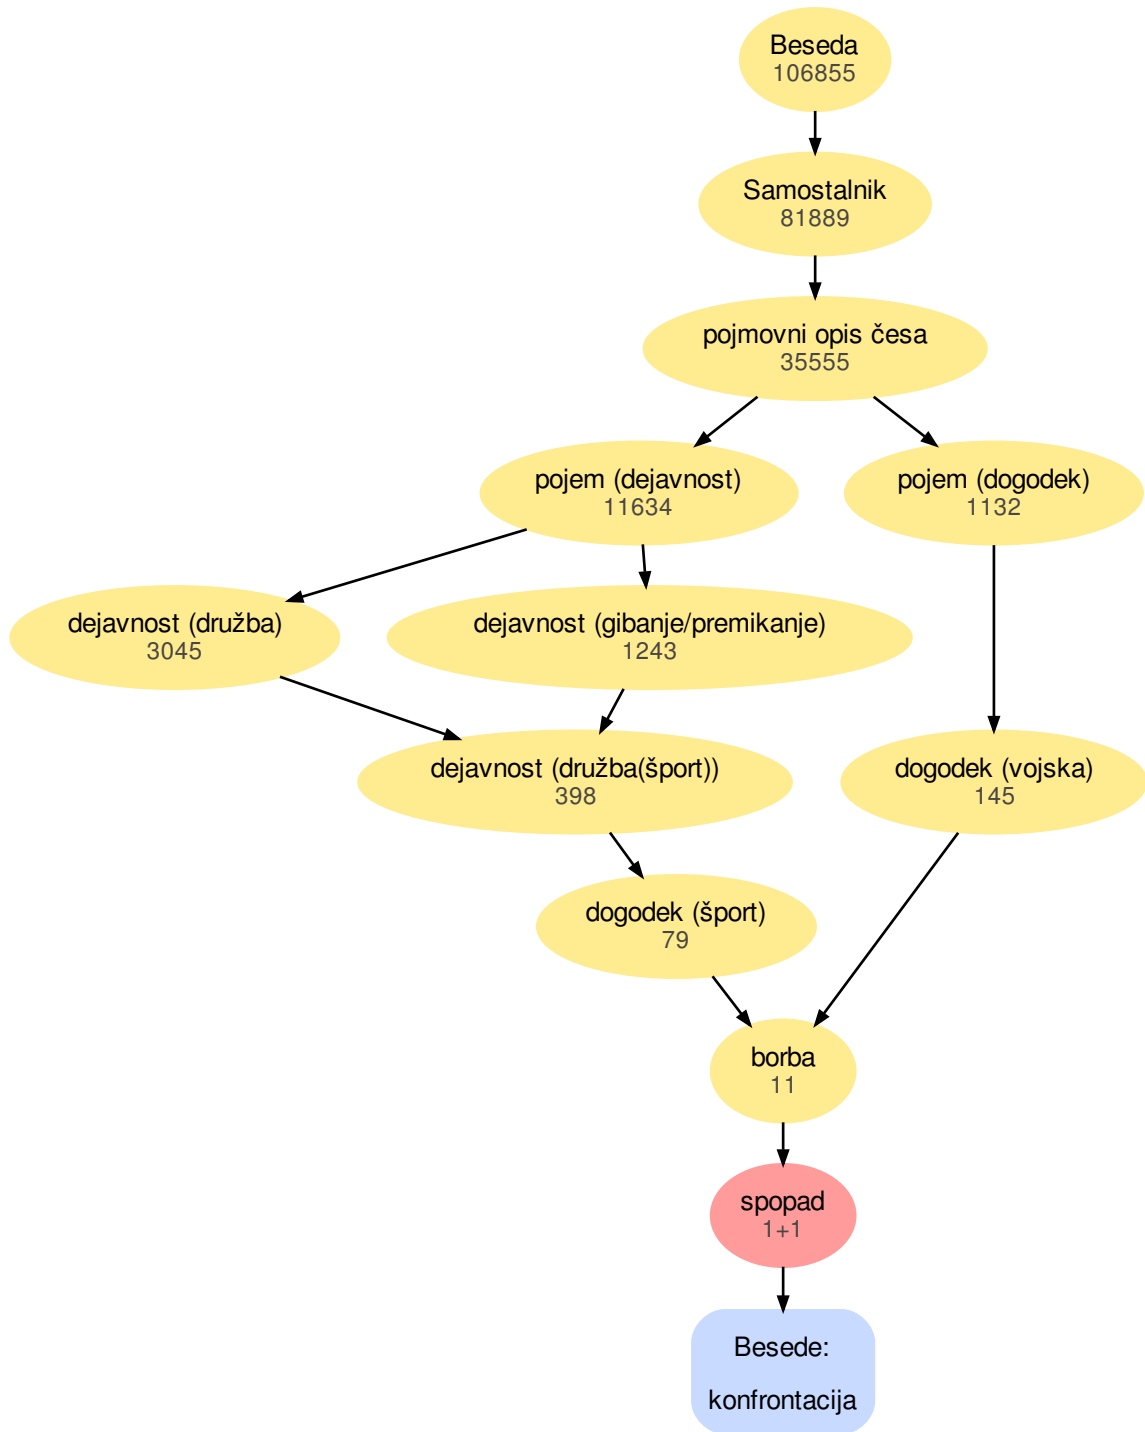 Beseda
106855
Samostalnik
81889
pojmovni opis česa
35555
pojem (dejavnost)
11634
pojem (dogodek)
1132
dejavnost (družba)
3045
dejavnost (gibanje/premikanje)
1243
dejavnost (družba(šport))
398
dogodek (vojska)
145
dogodek (šport)
79
borba
11
spopad
1+1
Besede:
konfrontacija